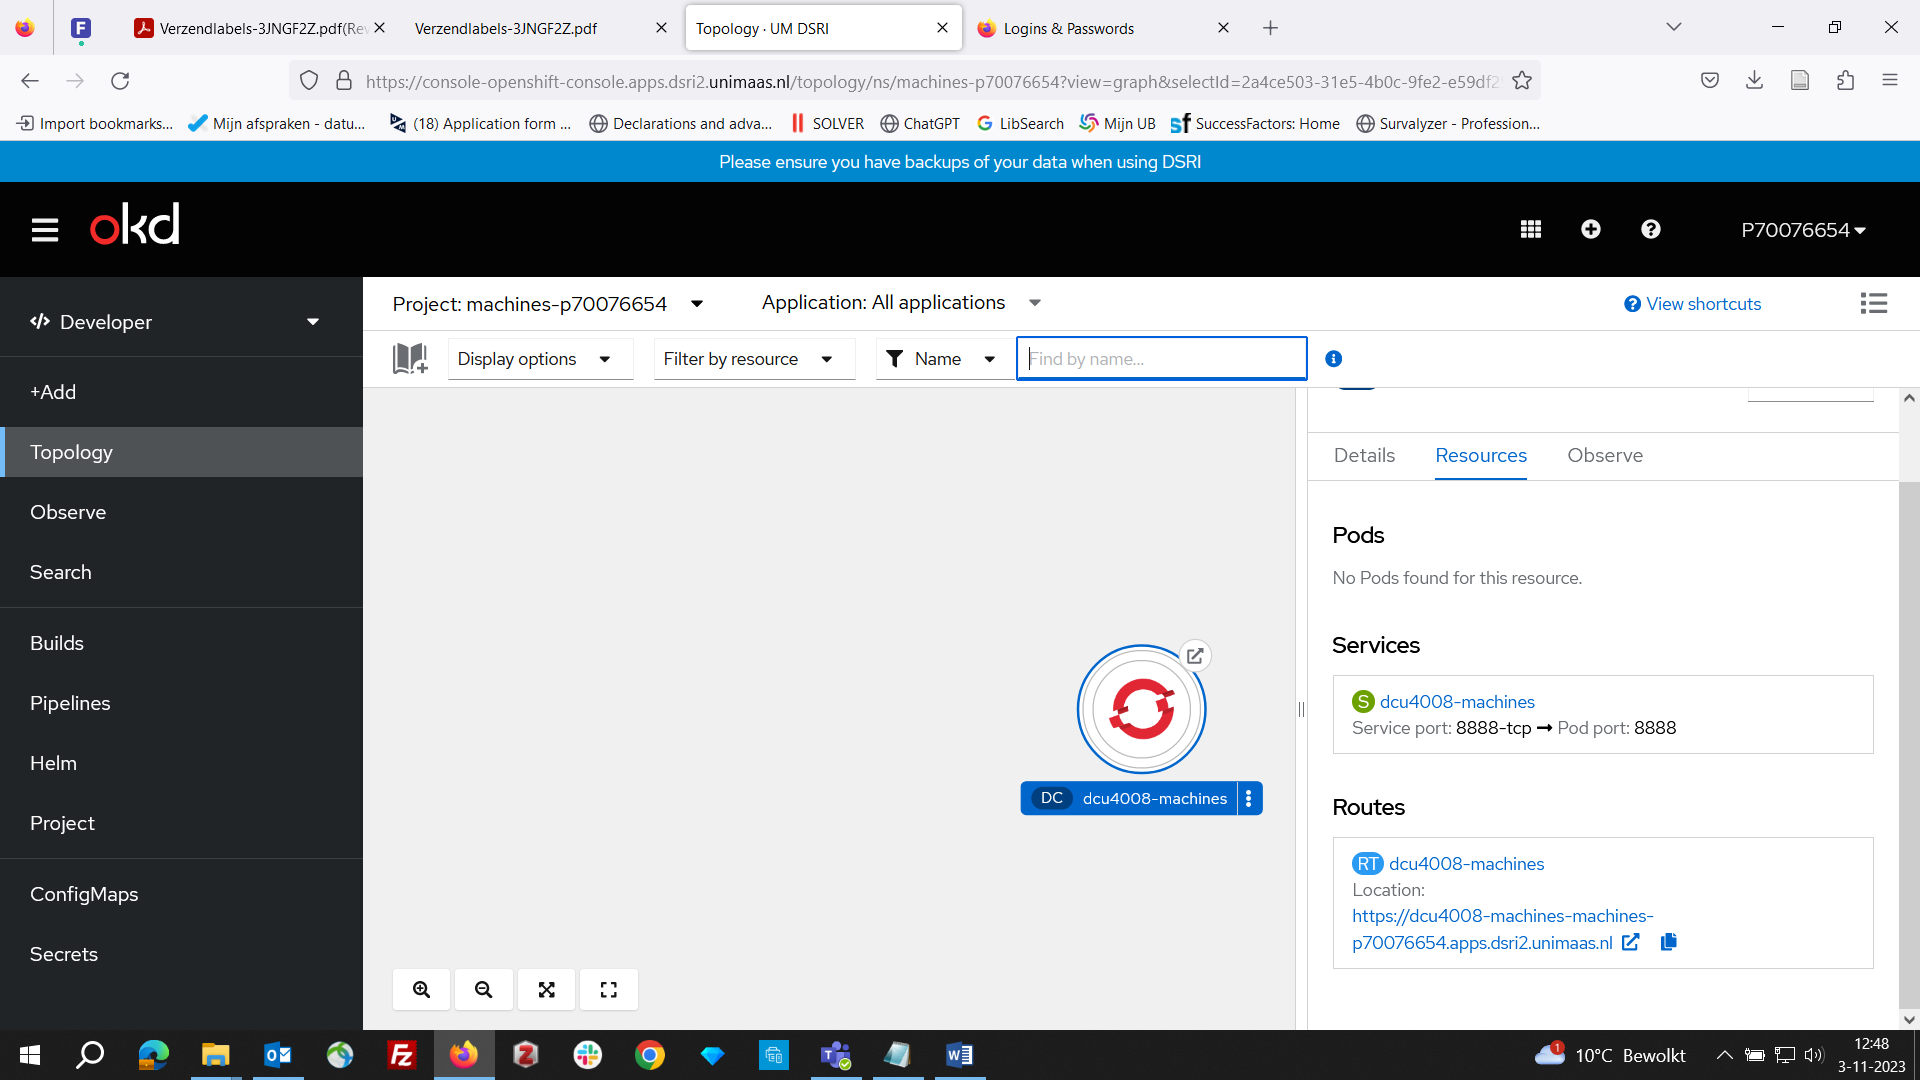 Verzendlabels-3JNGF2Z.pdf(Rev
Verzendlabels-3JNGF2Z.pdf
Topology · UM DSRI
Logins & Passwords
https://console-openshift-console.apps.dsri2.unimaas.nl/topology/ns/machines-p70076654?view=graph&selectId=2a4ce503-31e5-4b0c-9fe2-e59df2
Import bookmarks...
Mijn afspraken - datu...
(18) Application form ...
Declarations and adva...
SOLVER
ChatGPT
LibSearch
Mijn UB
SuccessFactors: Home
Survalyzer - Profession...
Please ensure you have backups of your data when using DSRI
okd
P70076654
Developer
Project: machines-p70076654
Application: All applications
View shortcuts
Display options
Filter by resource
Name
Find by name...
+Add
Topology
Observe
Search
Builds
Pipelines
Helm
Project
ConfigMaps
Secrets
DC dcu4008-machines
Details
Resources
Observe
Pods
No Pods found for this resource.
Services
S dcu4008-machines
Service port: 8888-tcp → Pod port: 8888
Routes
RT dcu4008-machines
Location:
https://dcu4008-machines-machines-
p70076654.apps.dsri2.unimaas.nl
1
10°C Bewolkt
12:48
3-11-2023